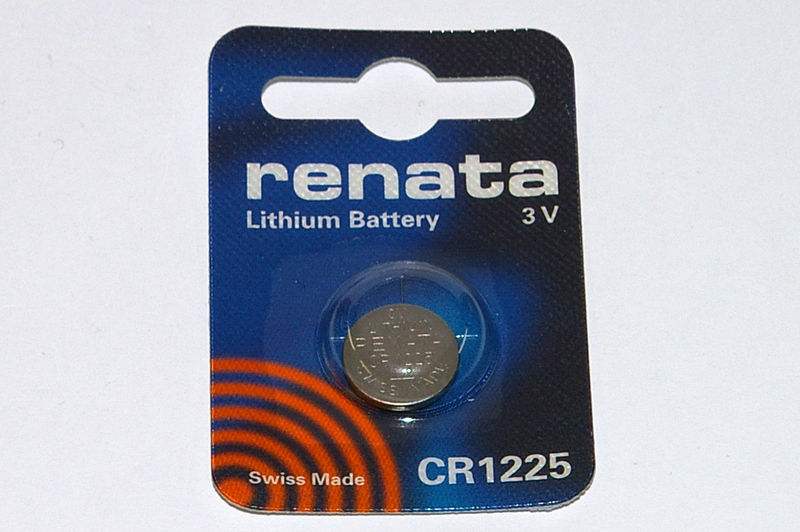 renata
Lithium Battery 3 V
CR1225
Swiss Made